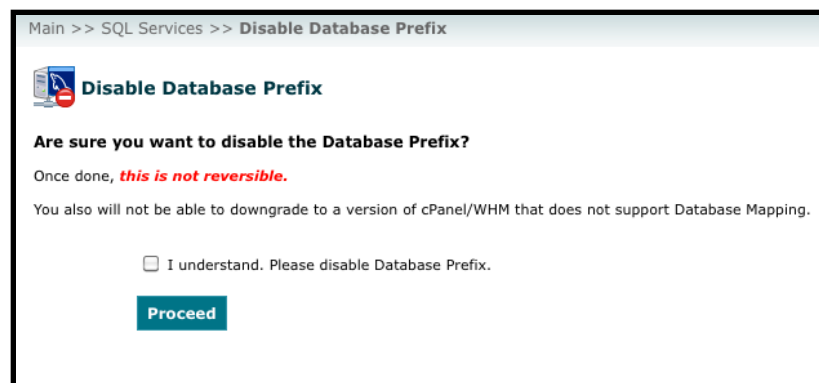 Main >> SQL Services >> Disable Database Prefix
Disable Database Prefix
Are sure you want to disable the Database Prefix?
Once done, this is not reversible.
You also will not be able to downgrade to a version of cPanel/WHM that does not support Database Mapping.
I understand. Please disable Database Prefix.
Proceed